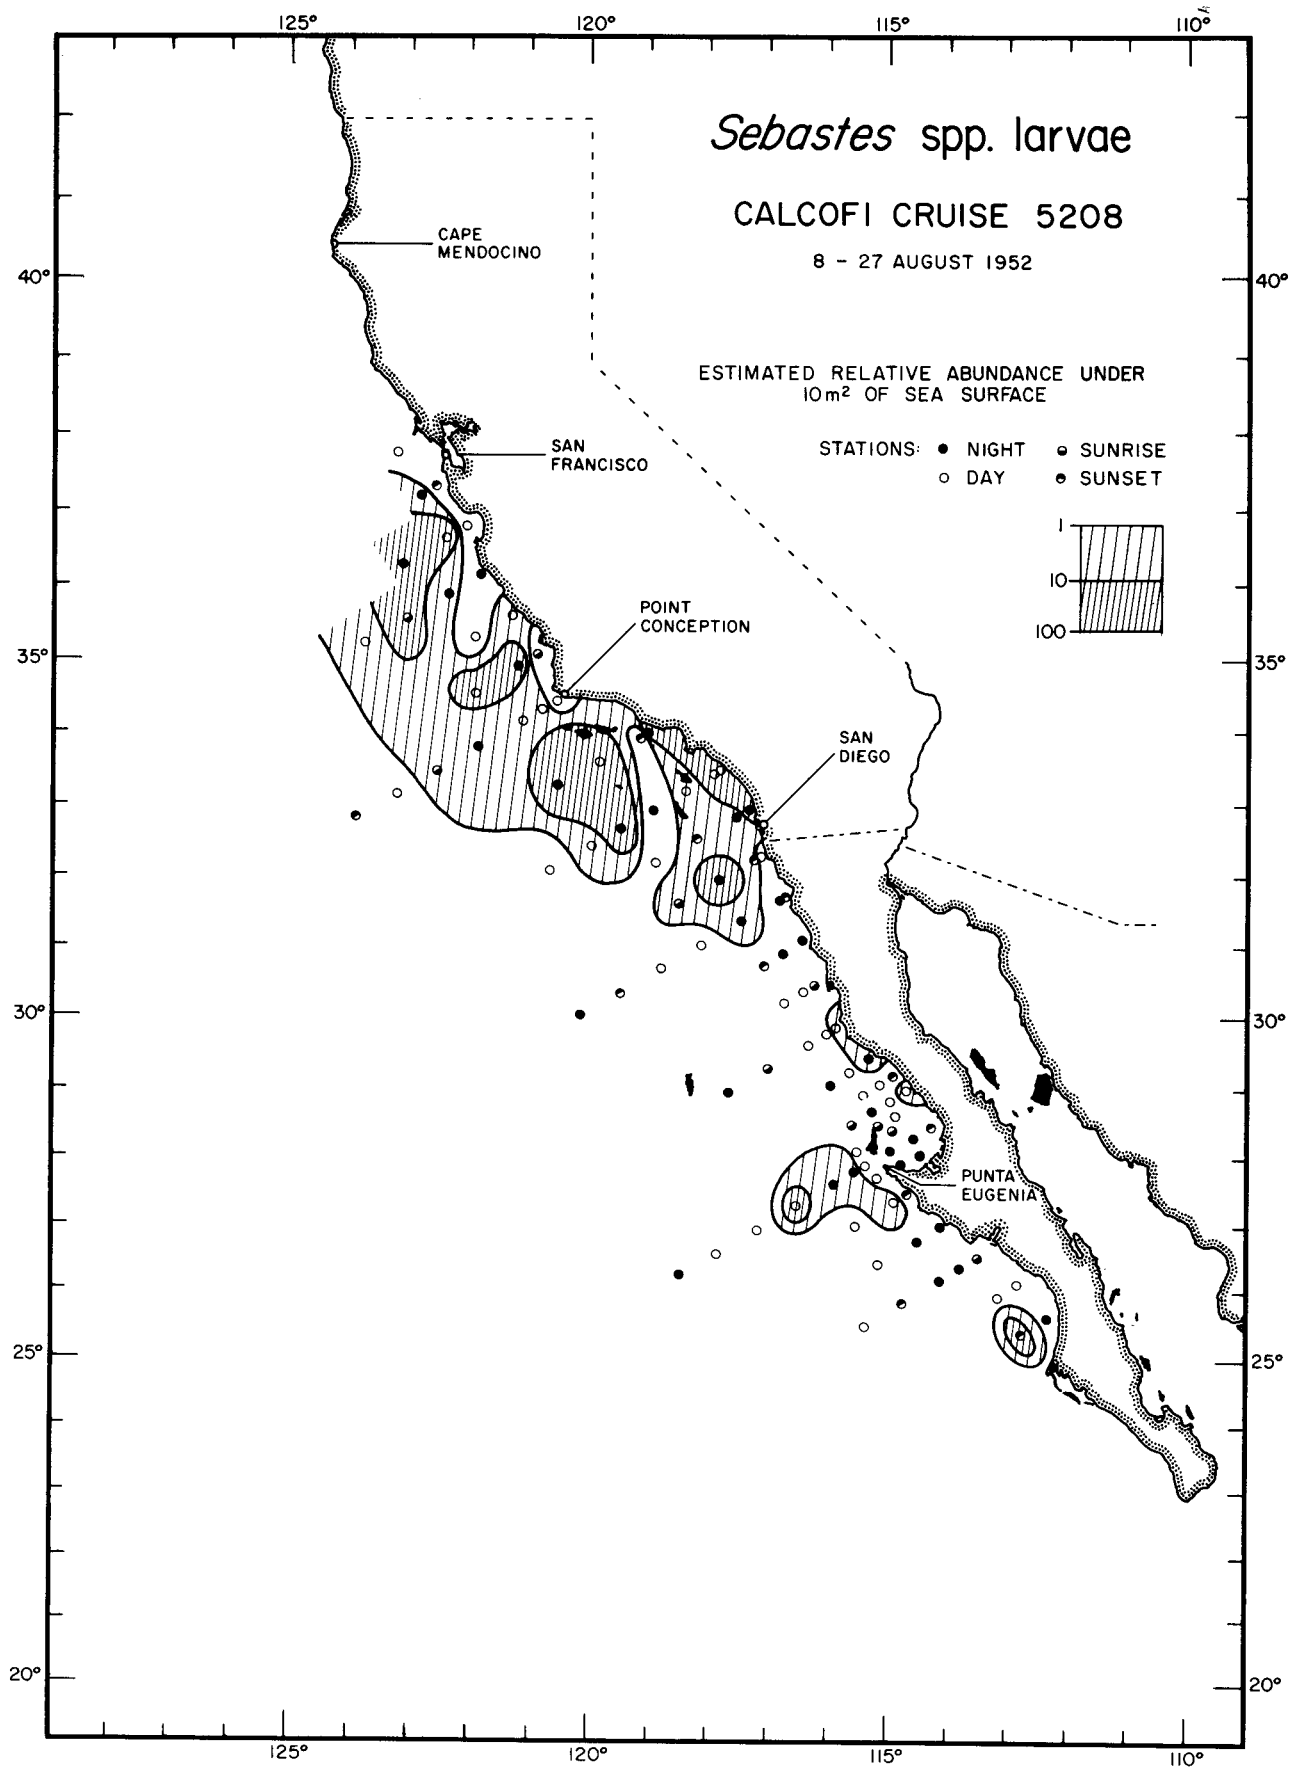 125° 120° 115° 110°
Sebastes spp. larvae
CALCOFI CRUISE 5208
8 - 27 AUGUST 1952
CAPE
MENDOCINO
40° 40°
ESTIMATED RELATIVE ABUNDANCE UNDER
10m² OF SEA SURFACE
STATIONS: NIGHT SUNRISE
DAY SUNSET
SAN
FRANCISCO
1
10
100
POINT
CONCEPTION
35° 35°
SAN
DIEGO
30° 30°
PUNTA
EUGENIA
25° 25°
20° 20°
125° 120° 115° 110°